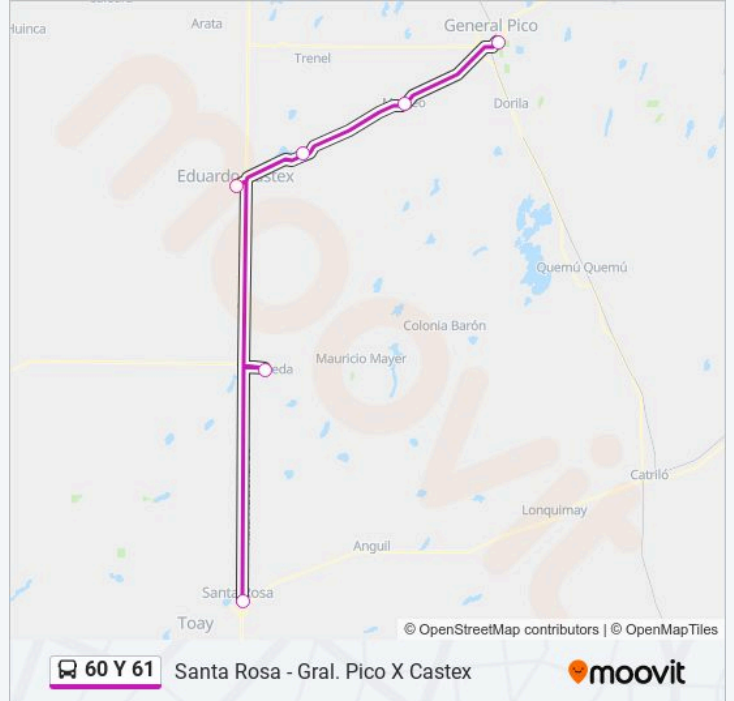 Huinca
Arata
General Pico
Trenel
Dorila
Eduardo Castex
Quemú Quemú
Colonia Barón
Mauricio Mayer
Catriló
Lonquimay
Anguil
Santa Rosa
Toay
moovit
© OpenStreetMap contributors | © OpenMapTiles
60 Y 61 Santa Rosa - Gral. Pico X Castex moovit